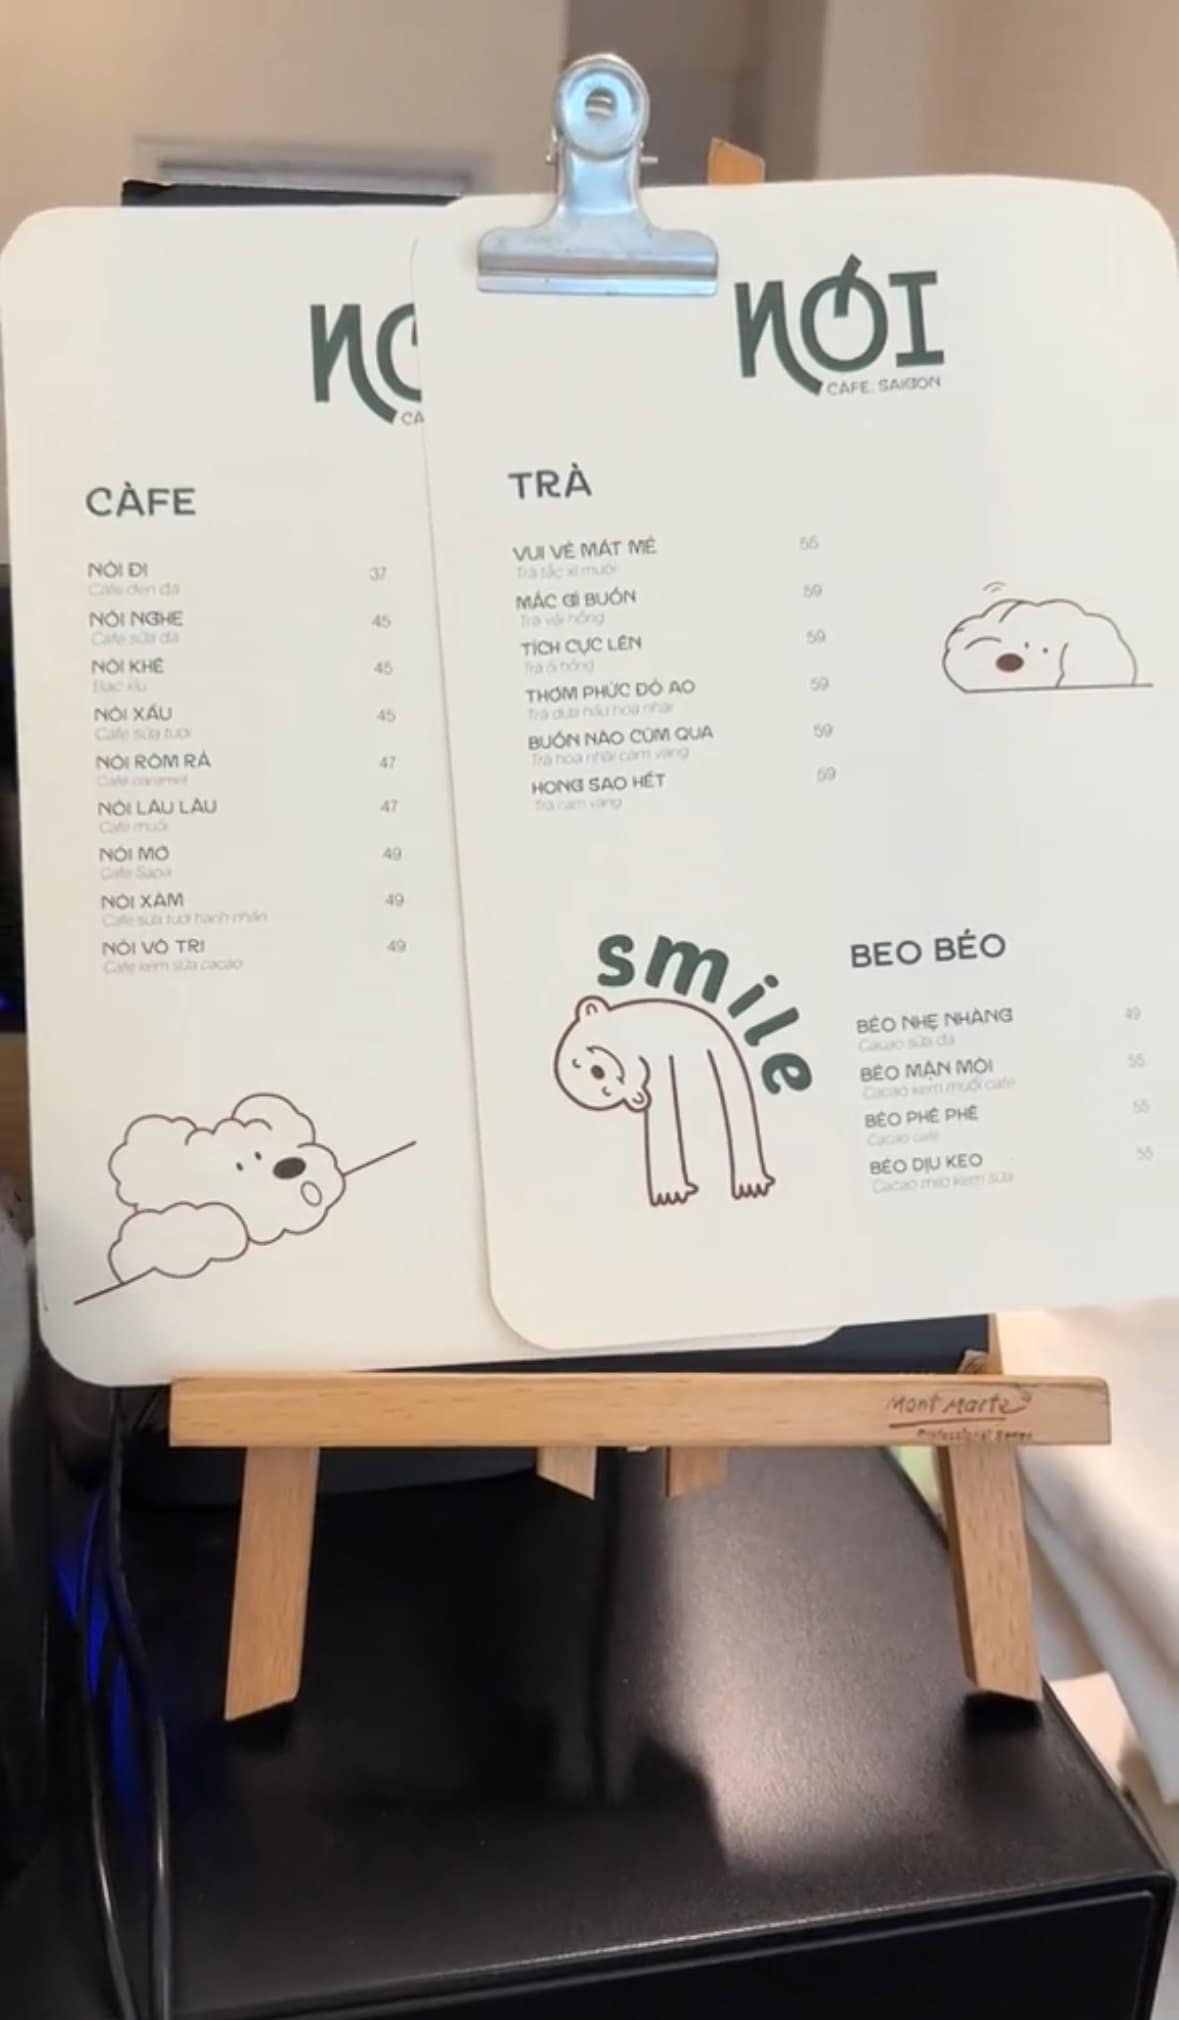 NÓ
CA
CÀFE
NÓI ĐI
Cafe đen đá
37
NÓI NGHE
Cafe sữa đá
45
NÓI KHẼ
Bạc xỉu
45
NÓI XẤU
Cafe sữa tươi
45
NÓI RÔM RẢ
Cafe caramel
47
NÓI LÂU LÂU
Cafe muối
47
NÓI MỚ
Cafe Sapa
49
NÓI XÀM
Cafe sữa tươi hạnh nhân
49
NÓI VÔ TRI
Cafe kem sữa cacao
49
NÓI
CAFE. SAIGON
TRÀ
VUI VẺ MÁT MẺ
Trà tắc xí muội
55
MẮC GÌ BUỒN
Trà vải hồng
59
TÍCH CỰC LÊN
Trà ổi hồng
59
THƠM PHỨC ĐÓ AO
Trà dưa hấu hoa nhài
59
BUỒN NÀO CŨM QUA
Trà hoa nhài cam vàng
59
HONG SAO HẾT
Trà cam vàng
59
smile
BEO BÉO
BÉO NHẸ NHÀNG
Cacao sữa đá
49
BÉO MẶN MÒI
Cacao kem muối cafe
55
BÉO PHÊ PHÊ
Cacao cafe
55
BÉO DỊU KEO
Cacao milo kem sữa
55
Mont Marte
Professional Series